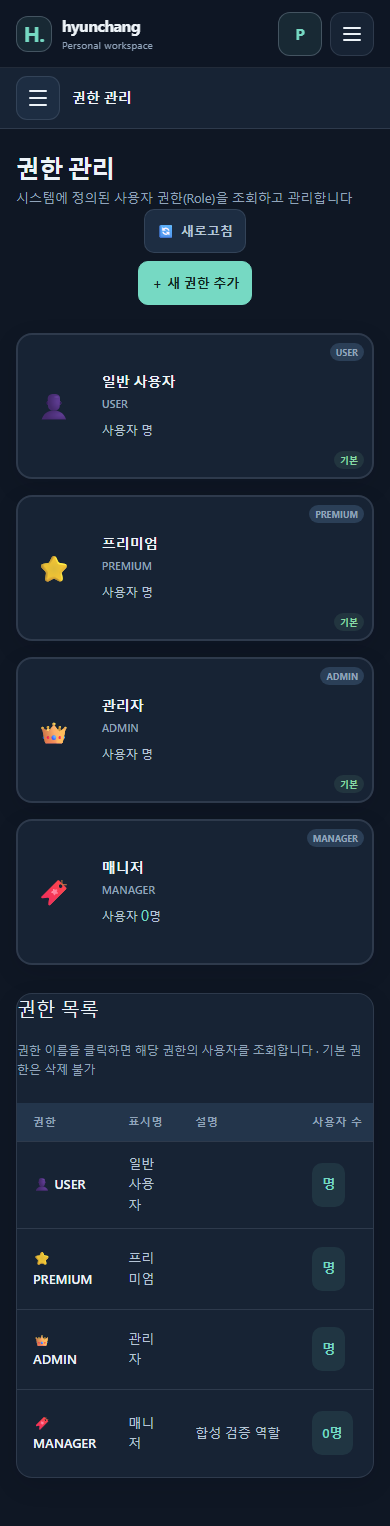 H.
hyunchang
Personal workspace
P
권한 관리
권한 관리
시스템에 정의된 사용자 권한(Role)을 조회하고 관리합니다
새로고침
+ 새 권한 추가
USER
일반 사용자
USER
사용자 명
기본
PREMIUM
프리미엄
PREMIUM
사용자 명
기본
ADMIN
관리자
ADMIN
사용자 명
기본
MANAGER
매니저
MANAGER
사용자 0명
권한 목록
권한 이름을 클릭하면 해당 권한의 사용자를 조회합니다 · 기본 권
한은 삭제 불가
권한 표시명 설명 사용자 수
USER
일반
사용
자
명
PREMIUM
프리
미엄
명
ADMIN
관리
자
명
MANAGER
매니
저
합성 검증 역할
0명